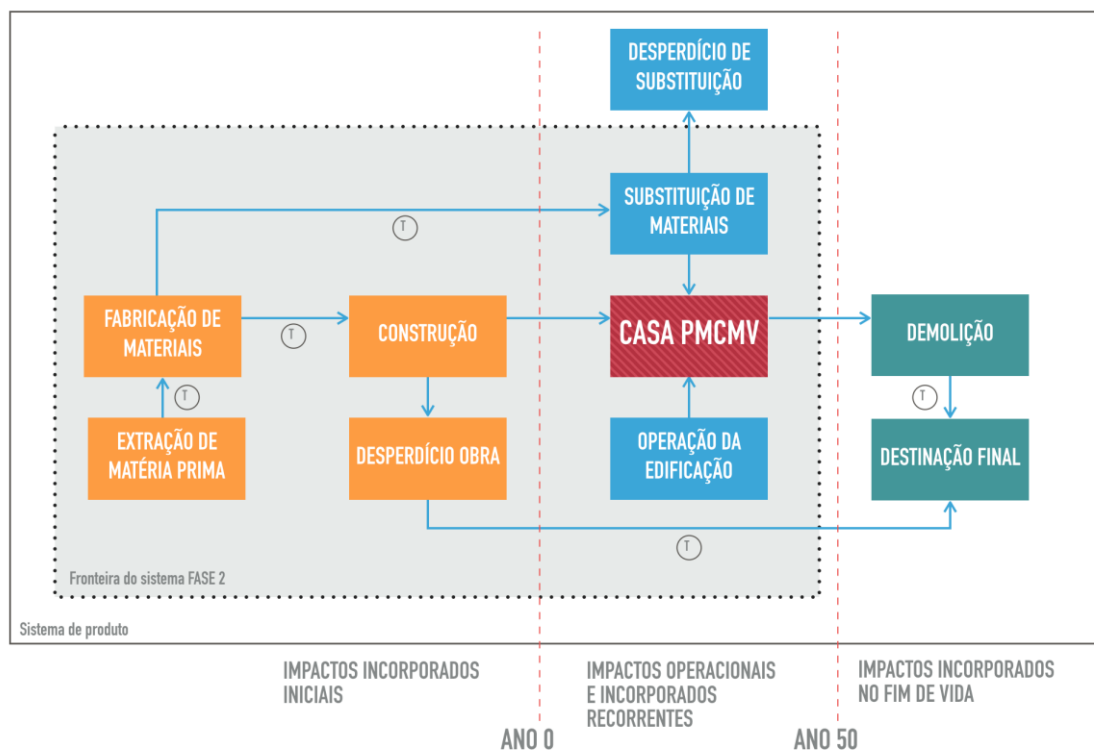 DESPERDÍCIO DE
SUBSTITUIÇÃO
SUBSTITUIÇÃO DE
MATERIAIS
T
FABRICAÇÃO DE
MATERIAIS
T
CONSTRUÇÃO
CASA PMCMV
DEMOLIÇÃO
T
T
EXTRAÇÃO DE
MATÉRIA PRIMA
DESPERDÍCIO OBRA
OPERAÇÃO DA
EDIFICAÇÃO
DESTINAÇÃO FINAL
T
Fronteira do sistema FASE 2
Sistema de produto
IMPACTOS INCORPORADOS
INICIAIS
IMPACTOS OPERACIONAIS
E INCORPORADOS
RECORRENTES
IMPACTOS INCORPORADOS
NO FIM DE VIDA
ANO 0
ANO 50